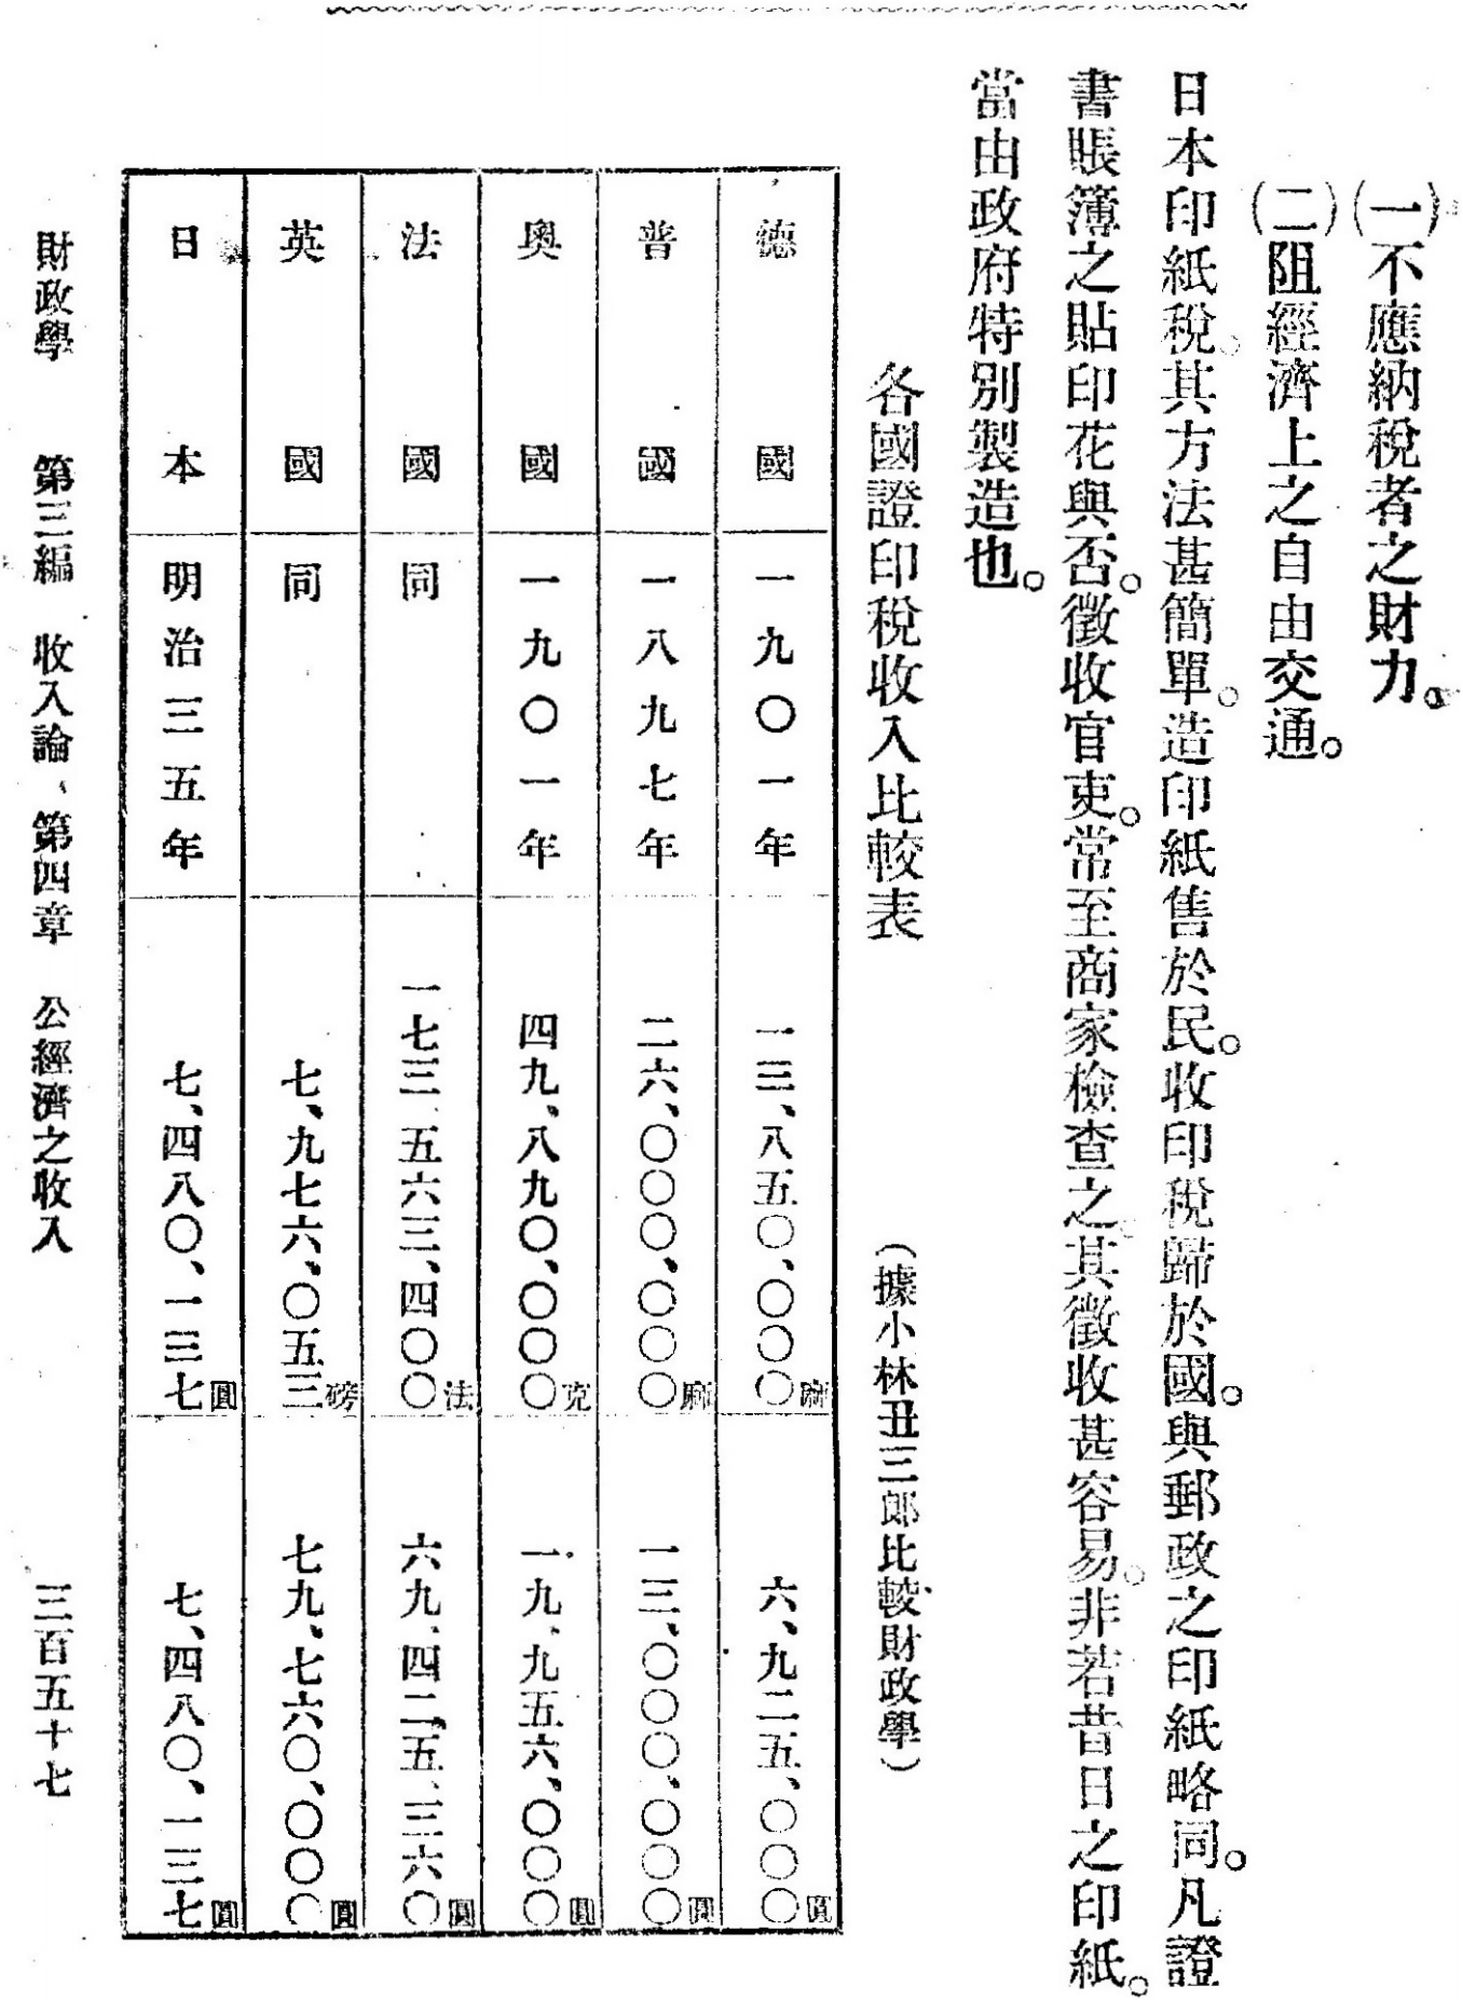 (一)不應納稅者之財力。
(二)阻經濟上之自由交通。
日本印紙稅。其方法甚簡單。造印紙售於民。收印稅歸於國。與郵政之印紙略同。凡證
書賬簿之貼印花與否。徵收官吏。常至商家檢查之。其徵收甚容易。非若昔日之印紙。
當由政府特別製造也。
各國證印稅收入比較表 (據小林丑三郎比較財政學)
德國 一九〇一年 一三、八五〇、〇〇〇麻 六、九二五、〇〇〇圓
普國 一八九七年 二六、〇〇〇、〇〇〇麻 一三、〇〇〇、〇〇〇圓
奧國 一九〇一年 四九、八九〇、〇〇〇克 一九、九五六、〇〇〇圓
法國 同 一七三、五六三、四〇〇法 六九、四二五、三六〇圓
英國 同 七、九七六、〇五三磅 七九、七六〇、〇〇〇圓
日本 明治三五年 七、四八〇、一三七圓 七、四八〇、一三七圓
財政學 第三編 收入論、第四章 公經濟之收入 三百五十七